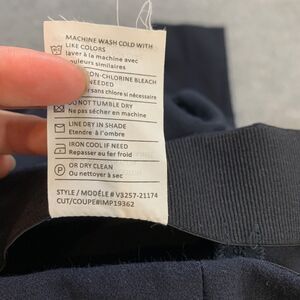 MACHINE WASH COLD WITH
LIKE COLORS
laver à la machine avec
couleurs similaires
NON-CHLORINE BLEACH
NEEDED
sans chlore si nécessaire
DO NOT TUMBLE DRY
Ne pas sécher en machine
LINE DRY IN SHADE
Etendre à l'ombre
IRON COOL IF NEED
Repasser au fer froid
OR DRY CLEAN
Ou nettoyer à sec
STYLE / MODÉLE # V3257-21174
CUT/COUPE#IMP19362